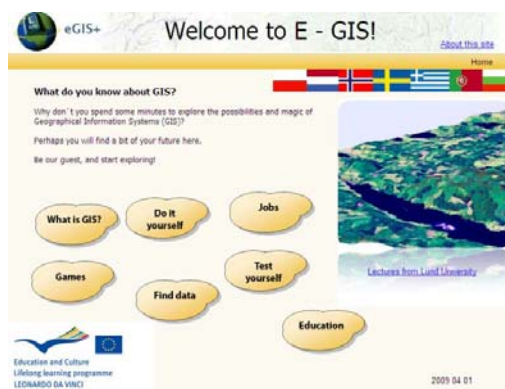 eGIS+
Welcome to E - GIS!
About this site
Home
What do you know about GIS?
Why don`t you spend some minutes to explore the possibilities and magic of
Geographical Information Systems (GIS)?
Perhaps you will find a bit of your future here.
Be our guest, and start exploring!
What is GIS?
Do it
yourself
Jobs
Games
Find data
Test
yourself
Lectures from Lund University
Education
Education and Culture
Lifelong learning programme
LEONARDO DA VINCI
2009 04 01